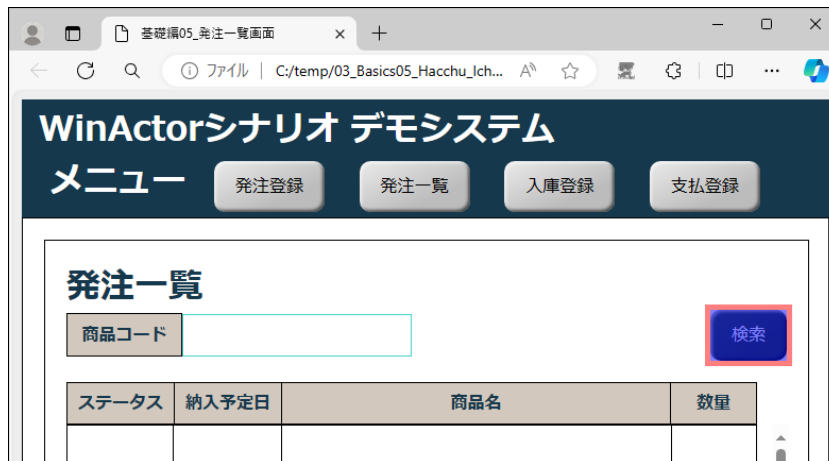 基礎編05_発注一覧画面
ファイル | C:/temp/03_Basics05_Hacchu_Ich...
WinActorシナリオ デモシステム
メニュー 発注登録 発注一覧 入庫登録 支払登録
発注一覧
商品コード 検索
ステータス 納入予定日 商品名 数量